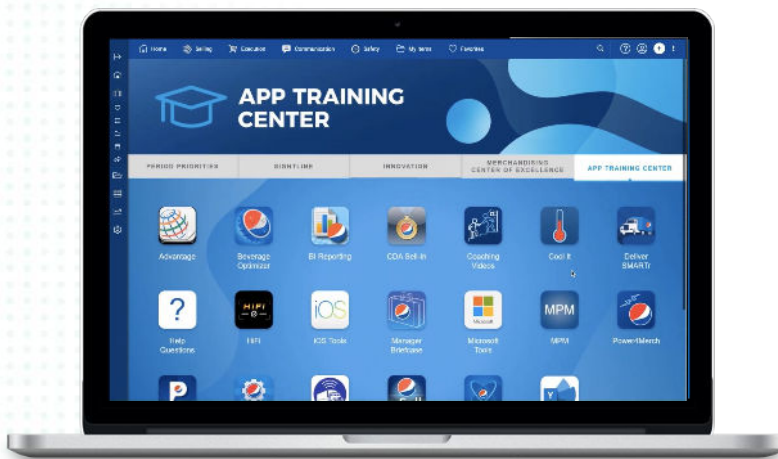 Home Selling Execution Communication Safety My Items Favorites
APP TRAINING
CENTER
PERIOD PRIORITIES
SIGHTLINE
INNOVATION
MERCHANDISING
CENTER OF EXCELLENCE
APP TRAINING CENTER
Advantage
Beverage
Optimizer
BI Reporting
CDA Sell-In
Coaching
Videos
Cool It
Deliver
SMARTr
?
HIFI
iOS
Microsoft
MPM
Help
Questions
HiFi
iOS Tools
Manager
Briefcase
Microsoft
Tools
MPM
Power4Merch